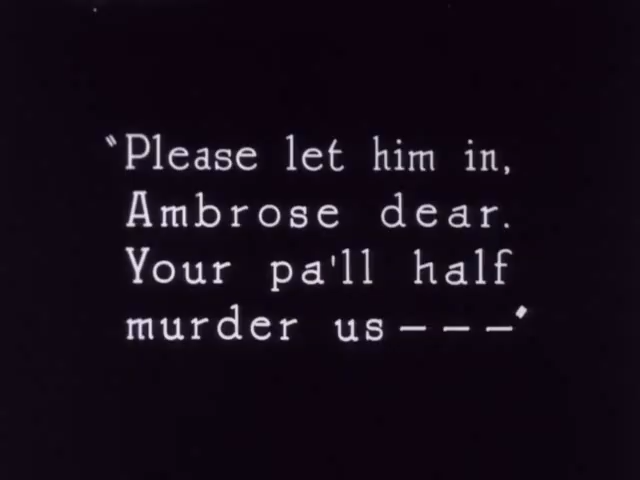 "Please let him in,
Ambrose dear.
Your pa'll half
murder us———"